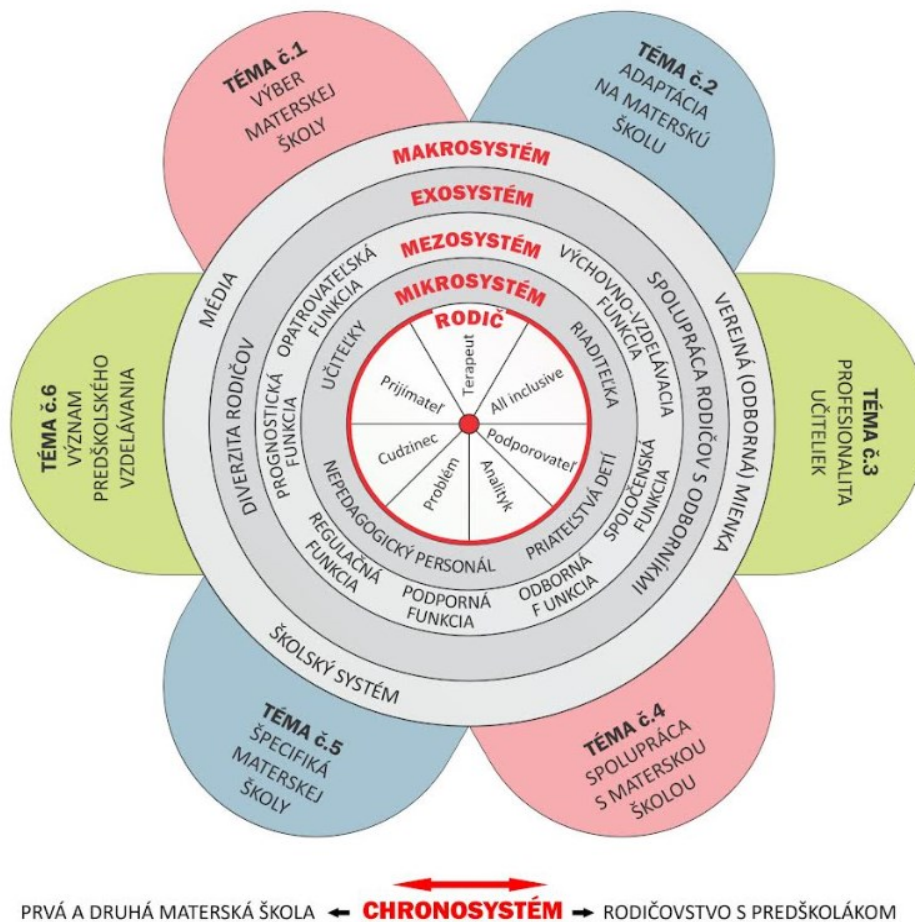 TÉMA č.1
VÝBER
MATERSKEJ
ŠKOLY
TÉMA č.2
ADAPTÁCIA
NA MATERSKÚ
ŠKOLU
TÉMA č.3
PROFESIONALITA
UČITELIEK
TÉMA č.4
SPOLUPRÁCA
S MATERSKOU
ŠKOLOU
TÉMA č.5
ŠPECIFIKÁ
MATERSKEJ
ŠKOLY
TÉMA č.6
VÝZNAM
PREDŠKOLSKÉHO
VZDELÁVANIA
MAKROSYSTÉM
MÉDIA
VEREJNÁ (ODBORNÁ) MIENKA
ŠKOLSKÝ SYSTÉM
EXOSYSTÉM
DIVERZITA RODIČOV
SPOLUPRÁCA RODIČOV S ODBORNÍKMI
MEZOSYSTÉM
OPATROVATEĽSKÁ
FUNKCIA
VÝCHOVNO-VZDELÁVACIA
FUNKCIA
SPOLOČENSKÁ
FUNKCIA
ODBORNÁ
F UNKCIA
PODPORNÁ
FUNKCIA
REGULAČNÁ
FUNKCIA
PROGNOSTICKÁ
FUNKCIA
MIKROSYSTÉM
UČITEĽKY
RIADITEĽKA
PRIATEĽSTVÁ DETÍ
NEPEDAGOGICKÝ PERSONÁL
RODIČ
Terapeut
All inclusive
Podporovateľ
Analityk
Problém
Cudzinec
Prijímateľ
PRVÁ A DRUHÁ MATERSKÁ ŠKOLA CHRONOSYSTÉM RODIČOVSTVO S PREDŠKOLÁKOM